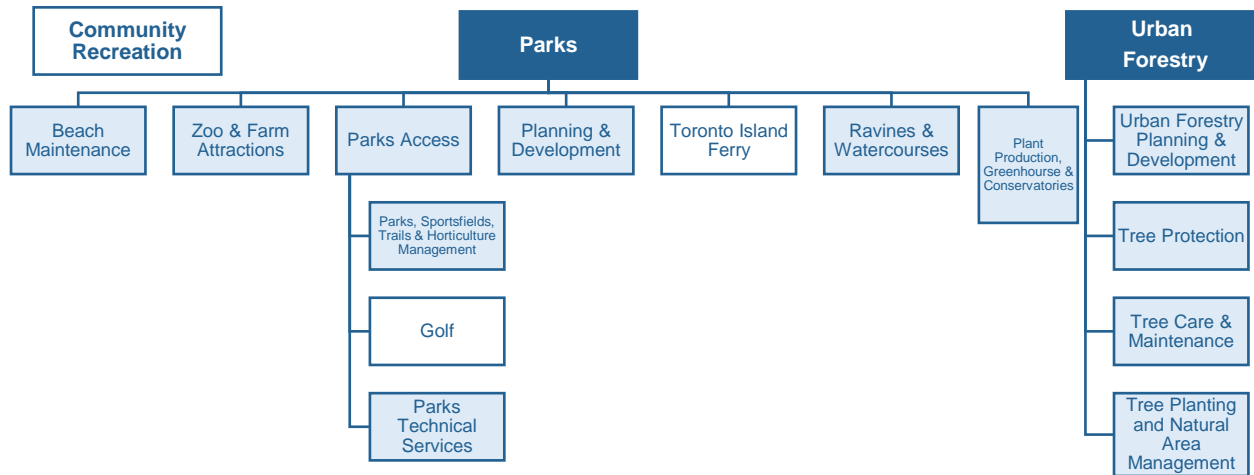 Community
Recreation
Parks
Urban
Forestry
Beach
Maintenance
Zoo & Farm
Attractions
Parks Access
Planning &
Development
Toronto Island
Ferry
Ravines &
Watercourses
Plant
Production,
Greenhourse &
Conservatories
Urban Forestry
Planning &
Development
Parks, Sportsfields,
Trails & Horticulture
Management
Tree Protection
Golf
Tree Care &
Maintenance
Parks
Technical
Services
Tree Planting
and Natural
Area
Management